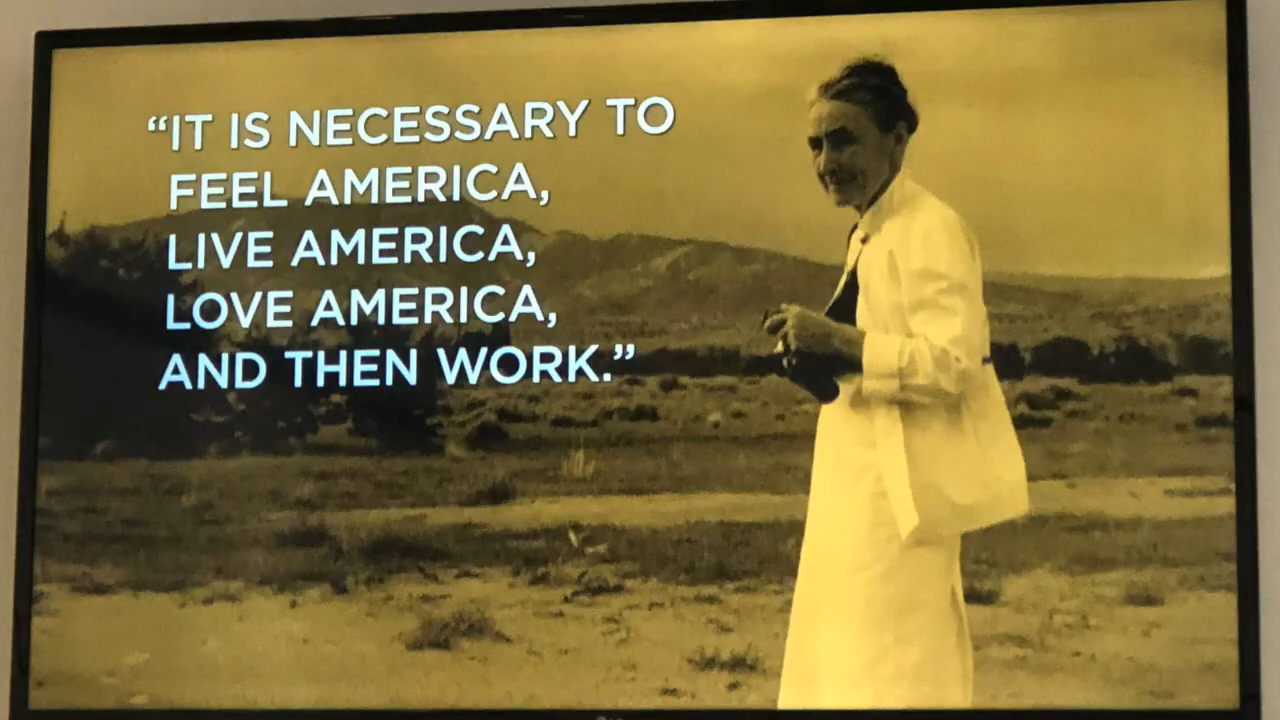 “IT IS NECESSARY TO
FEEL AMERICA,
LIVE AMERICA,
LOVE AMERICA,
AND THEN WORK.”